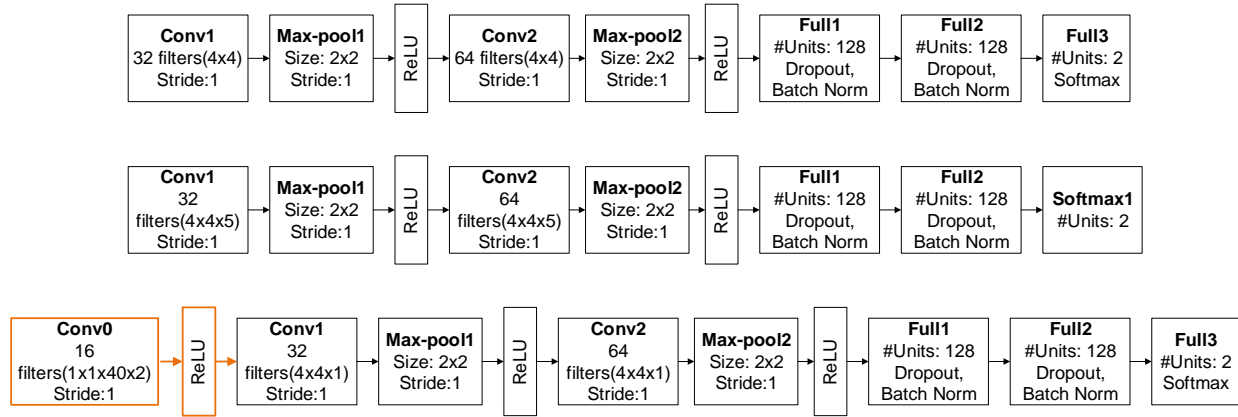 Conv1
32 filters(4x4)
Stride:1
Max-pool1
Size: 2x2
Stride:1
ReLU
Conv2
64 filters(4x4)
Stride:1
Max-pool2
Size: 2x2
Stride:1
ReLU
Full1
#Units: 128
Dropout,
Batch Norm
Full2
#Units: 128
Dropout,
Batch Norm
Full3
#Units: 2
Softmax
Conv1
32
filters(4x4x5)
Stride:1
Max-pool1
Size: 2x2
Stride:1
ReLU
Conv2
64
filters(4x4x5)
Stride:1
Max-pool2
Size: 2x2
Stride:1
ReLU
Full1
#Units: 128
Dropout,
Batch Norm
Full2
#Units: 128
Dropout,
Batch Norm
Softmax1
#Units: 2
Conv0
16
filters(1x1x40x2)
Stride:1
ReLU
Conv1
32
filters(4x4x1)
Stride:1
Max-pool1
Size: 2x2
Stride:1
ReLU
Conv2
64
filters(4x4x1)
Stride:1
Max-pool2
Size: 2x2
Stride:1
ReLU
Full1
#Units: 128
Dropout,
Batch Norm
Full2
#Units: 128
Dropout,
Batch Norm
Full3
#Units: 2
Softmax